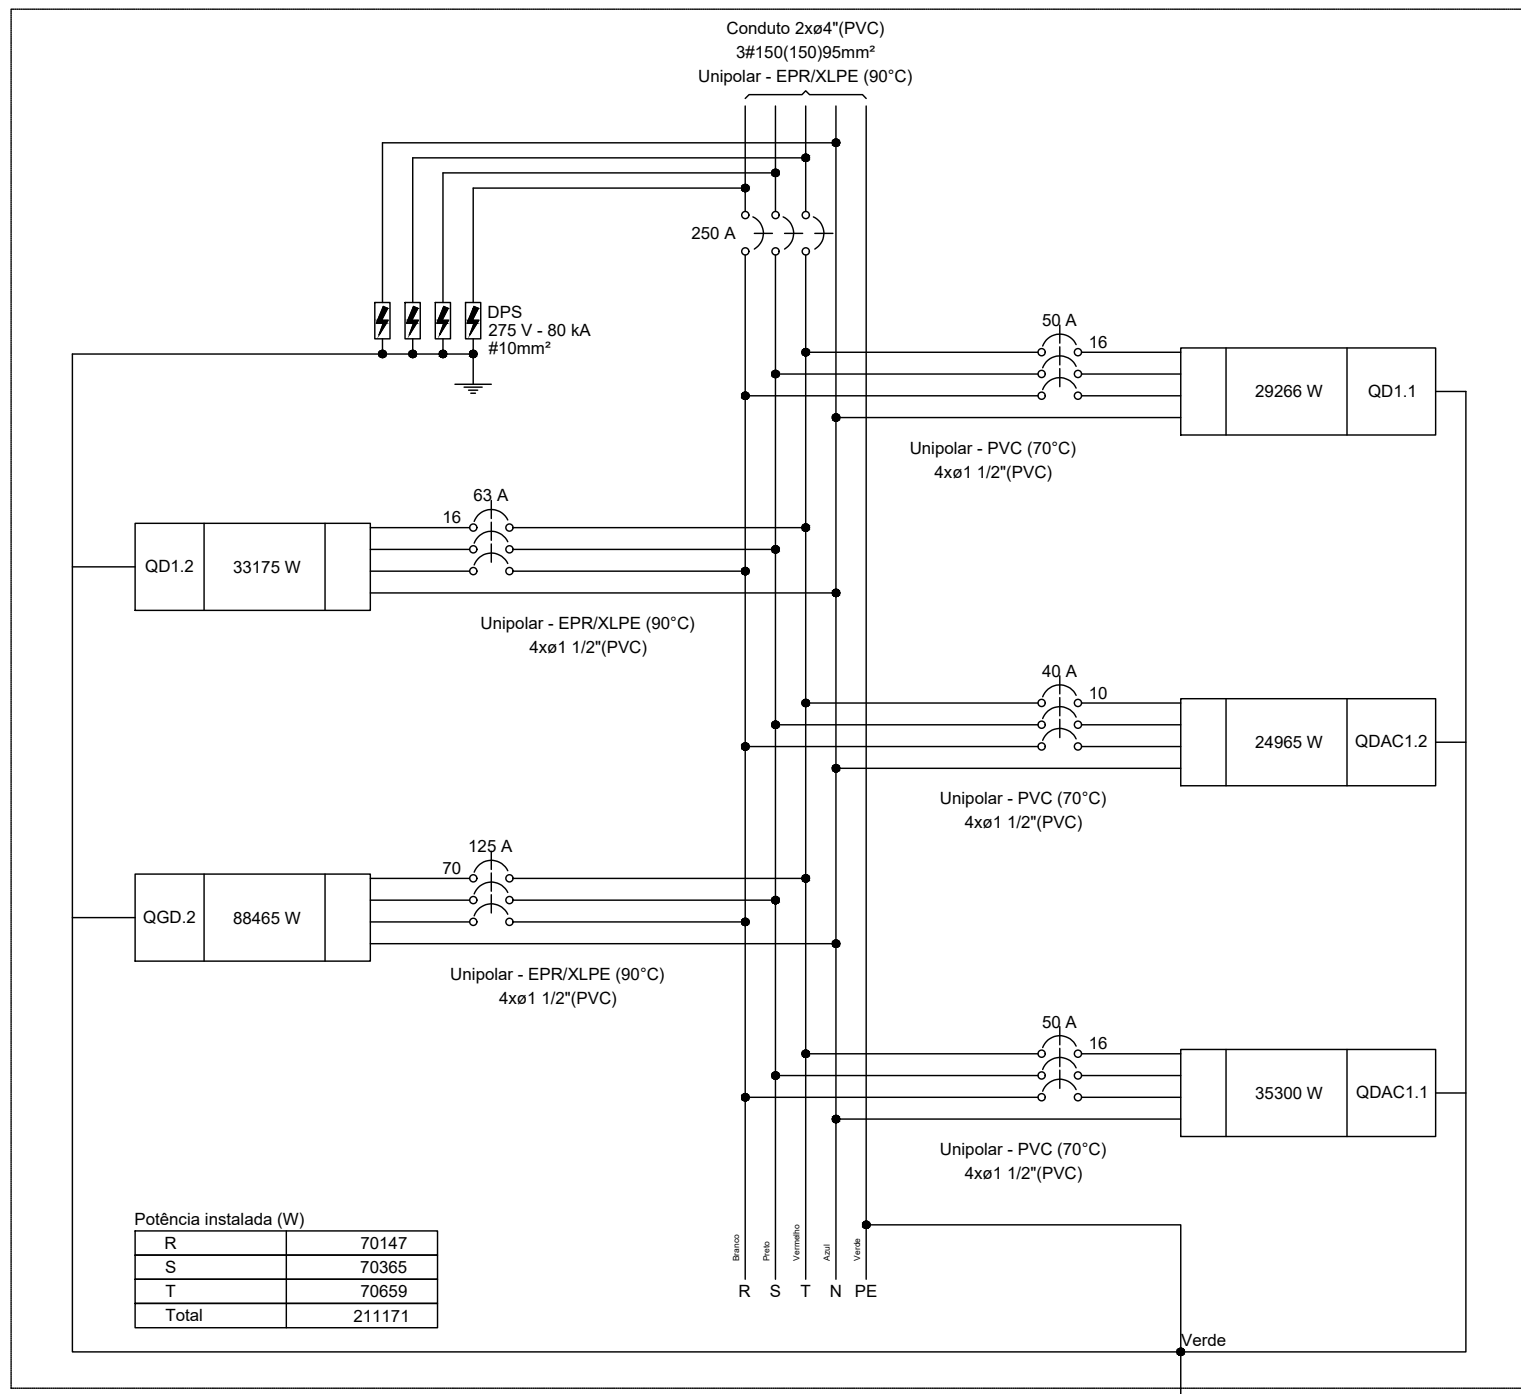 Conduto 2xø4"(PVC)
3#150(150)95mm²
Unipolar - EPR/XLPE (90°C)
250 A
DPS
275 V - 80 kA
#10mm²
50 A
16
29266 W
QD1.1
Unipolar - PVC (70°C)
4xø1 1/2"(PVC)
63 A
16
QD1.2
33175 W
Unipolar - EPR/XLPE (90°C)
4xø1 1/2"(PVC)
40 A
10
24965 W
QDAC1.2
Unipolar - PVC (70°C)
4xø1 1/2"(PVC)
125 A
70
QGD.2
88465 W
Unipolar - EPR/XLPE (90°C)
4xø1 1/2"(PVC)
50 A
16
35300 W
QDAC1.1
Unipolar - PVC (70°C)
4xø1 1/2"(PVC)
Potência instalada (W)
R 70147
S 70365
T 70659
Total 211171
Branco
Preto
Vermelho
Azul
Verde
R S T N PE
Verde